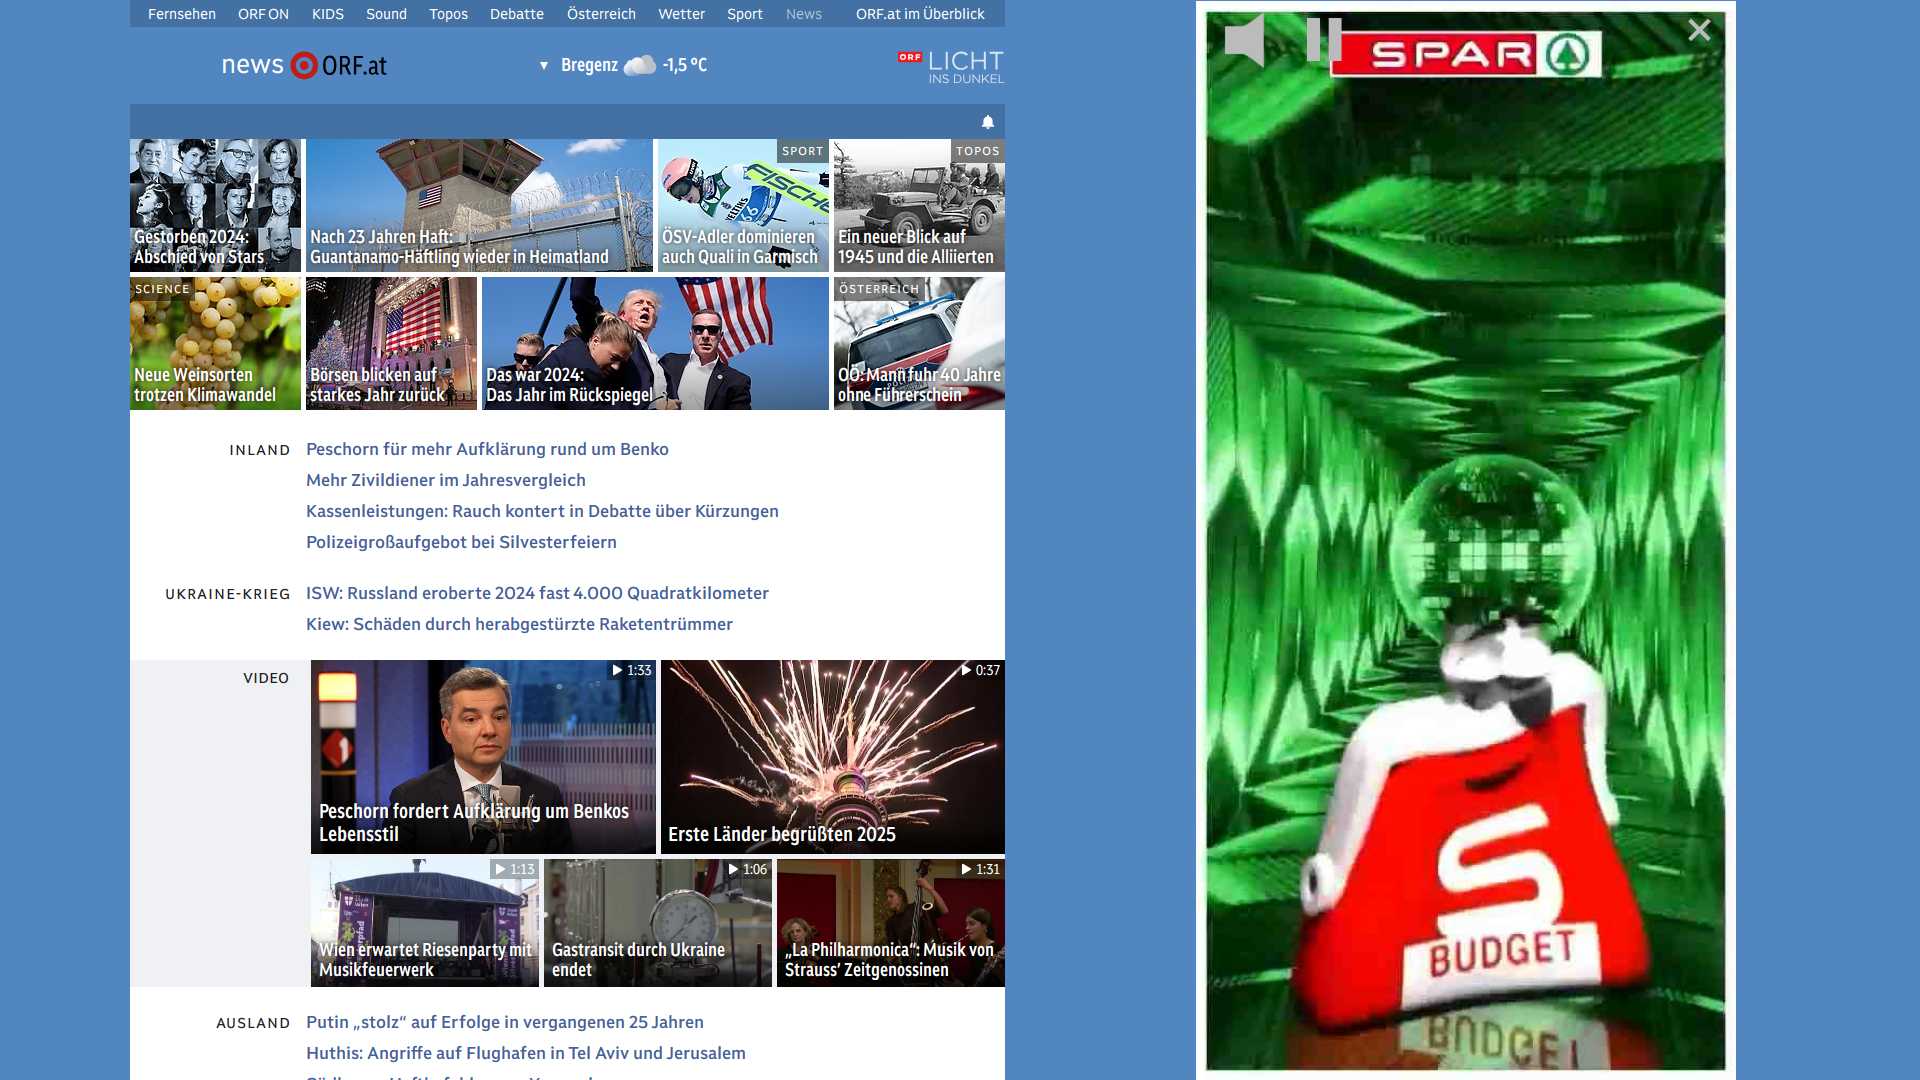 Fernsehen ORF ON KIDS Sound Topos Debatte Österreich Wetter Sport News ORF.at im Überblick
news ORF.at
Bregenz -1,5 °C
ORF LICHT
INS DUNKEL
Gestorben 2024:
Abschied von Stars
Nach 23 Jahren Haft:
Guantanamo-Häftling wieder in Heimatland
SPORT
FISCHER
ÖSV-Adler dominieren
auch Quali in Garmisch
TOPOS
Ein neuer Blick auf
1945 und die Alliierten
SCIENCE
Neue Weinsorten
trotzen Klimawandel
Börsen blicken auf
starkes Jahr zurück
Das war 2024:
Das Jahr im Rückspiegel
ÖSTERREICH
OÖ: Mann fuhr 40 Jahre
ohne Führerschein
INLAND
Peschorn für mehr Aufklärung rund um Benko
Mehr Zivildiener im Jahresvergleich
Kassenleistungen: Rauch kontert in Debatte über Kürzungen
Polizeigroßaufgebot bei Silvesterfeiern
UKRAINE-KRIEG
ISW: Russland eroberte 2024 fast 4.000 Quadratkilometer
Kiew: Schäden durch herabgestürzte Raketentrümmer
VIDEO
1:33
Peschorn fordert Aufklärung um Benkos
Lebensstil
0:37
Erste Länder begrüßten 2025
1:13
Wien erwartet Riesenparty mit
Musikfeuerwerk
1:06
Gastransit durch Ukraine
endet
1:31
„La Philharmonica“: Musik von
Strauss’ Zeitgenossinnen
AUSLAND
Putin „stolz“ auf Erfolge in vergangenen 25 Jahren
Huthis: Angriffe auf Flughafen in Tel Aviv und Jerusalem
SPAR
S
BUDGET